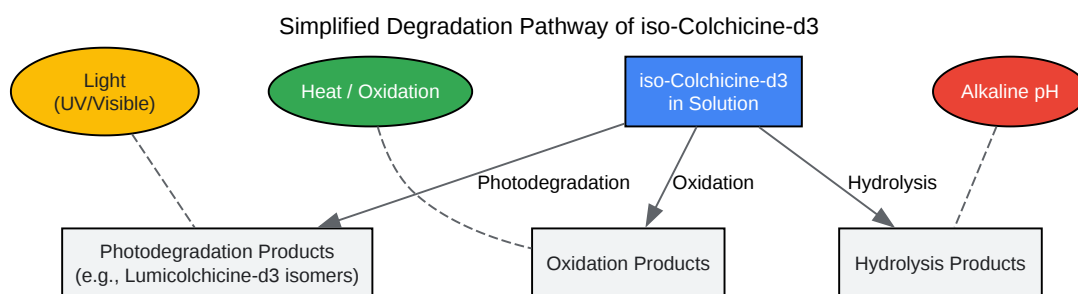 Simplified Degradation Pathway of iso-Colchicine-d3
Light
(UV/Visible)
Heat / Oxidation
iso-Colchicine-d3
in Solution
Alkaline pH
Photodegradation
Oxidation
Hydrolysis
Photodegradation Products
(e.g., Lumicolchicine-d3 isomers)
Oxidation Products
Hydrolysis Products